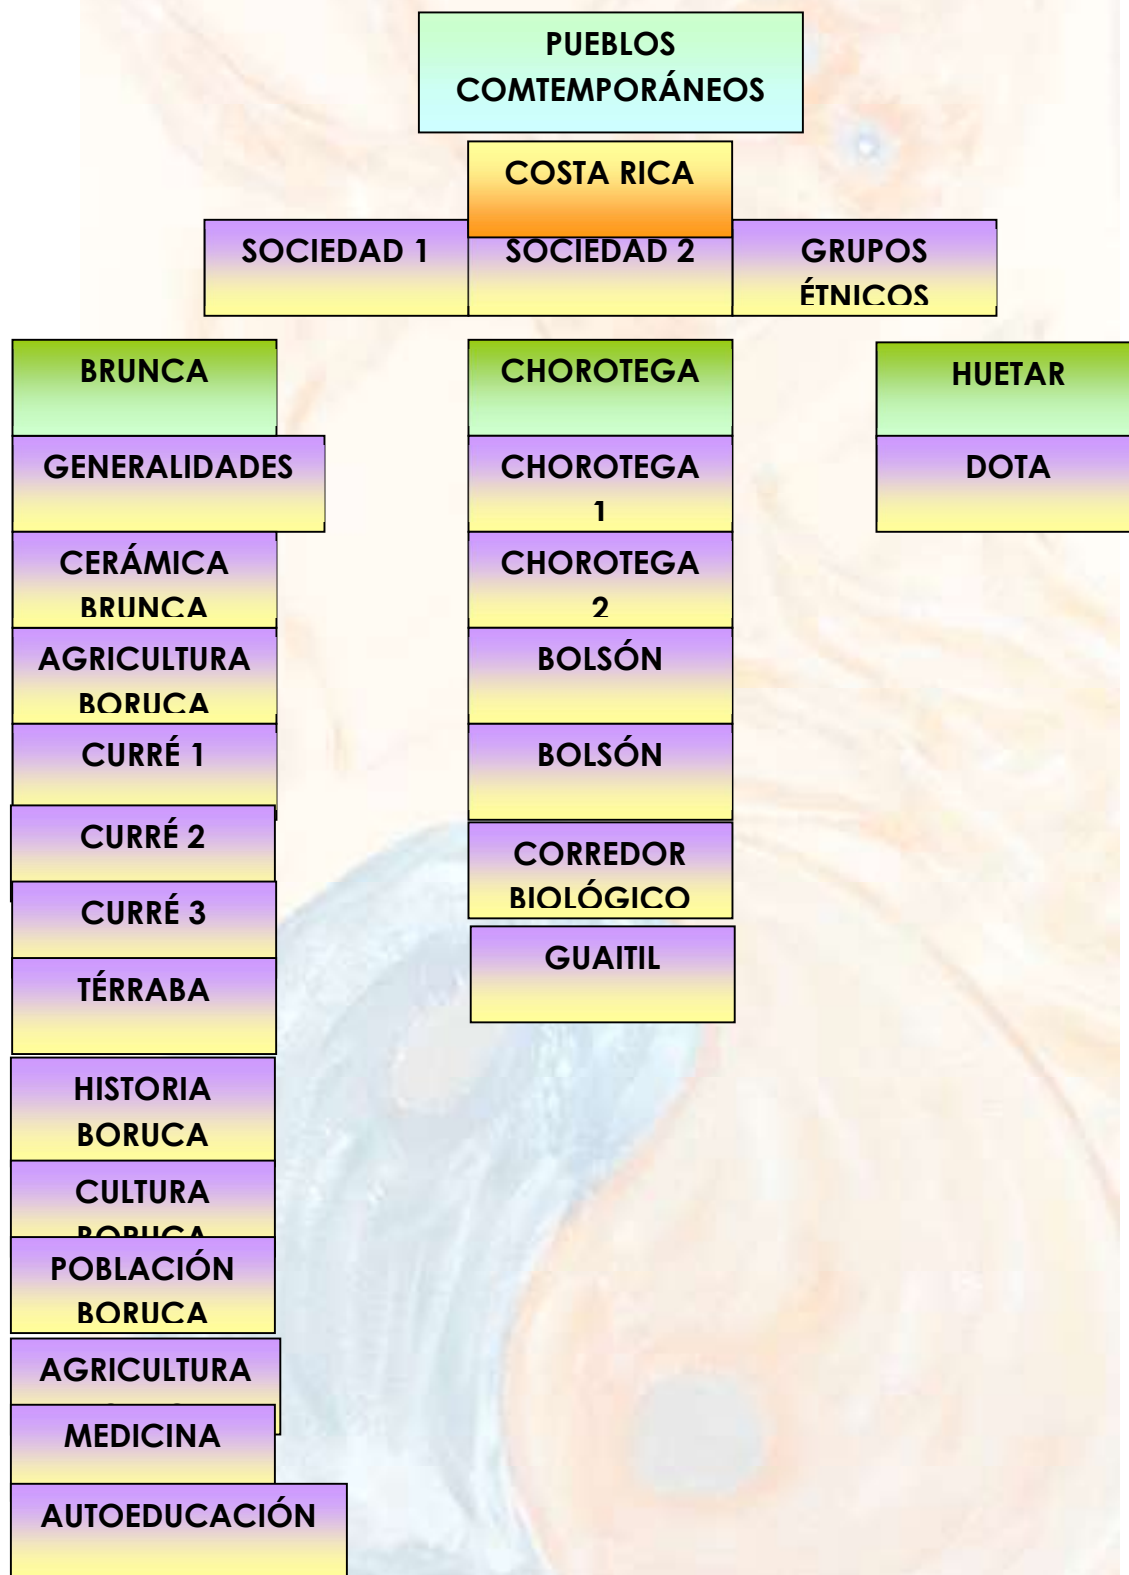 PUEBLOS
COMTEMPORÁNEOS
COSTA RICA
SOCIEDAD 1
SOCIEDAD 2
GRUPOS
ÉTNICOS
BRUNCA
GENERALIDADES
CERÁMICA
BRUNCA
AGRICULTURA
BORUCA
CURRÉ 1
CURRÉ 2
CURRÉ 3
TÉRRABA
HISTORIA
BORUCA
CULTURA
BORUCA
POBLACIÓN
BORUCA
AGRICULTURA
MEDICINA
AUTOEDUCACIÓN
CHOROTEGA
CHOROTEGA
1
CHOROTEGA
2
BOLSÓN
BOLSÓN
CORREDOR
BIOLÓGICO
GUAITIL
HUETAR
DOTA